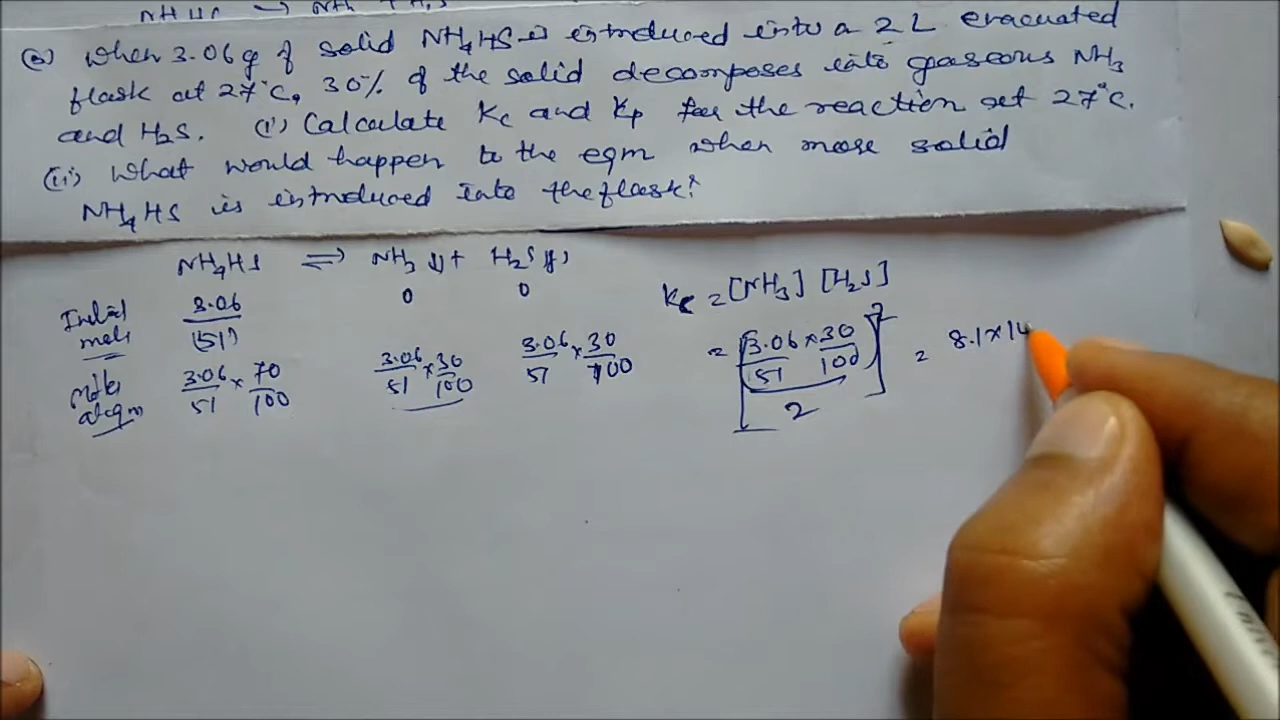 (a) When 3.06g of solid NH4HS is introduced into a 2L evacuated
flask at 27°C, 30% of the solid decomposes into gaseous NH3
and H2S. (i) Calculate Kc and Kp for the reaction at 27°C.
(ii) What would happen to the eqm when more solid
NH4HS is introduced into the flask?
NH4HS ⇌ NH3(g) + H2S(g)
Initial moles 3.06/(51) 0 0
Moles at eqm 3.06/51 × 70/100 3.06/51 × 30/100 3.06/51 × 30/100
Kc = [NH3] [H2S]
= [(3.06/51 × 30/100)/2]² = 8.1×10